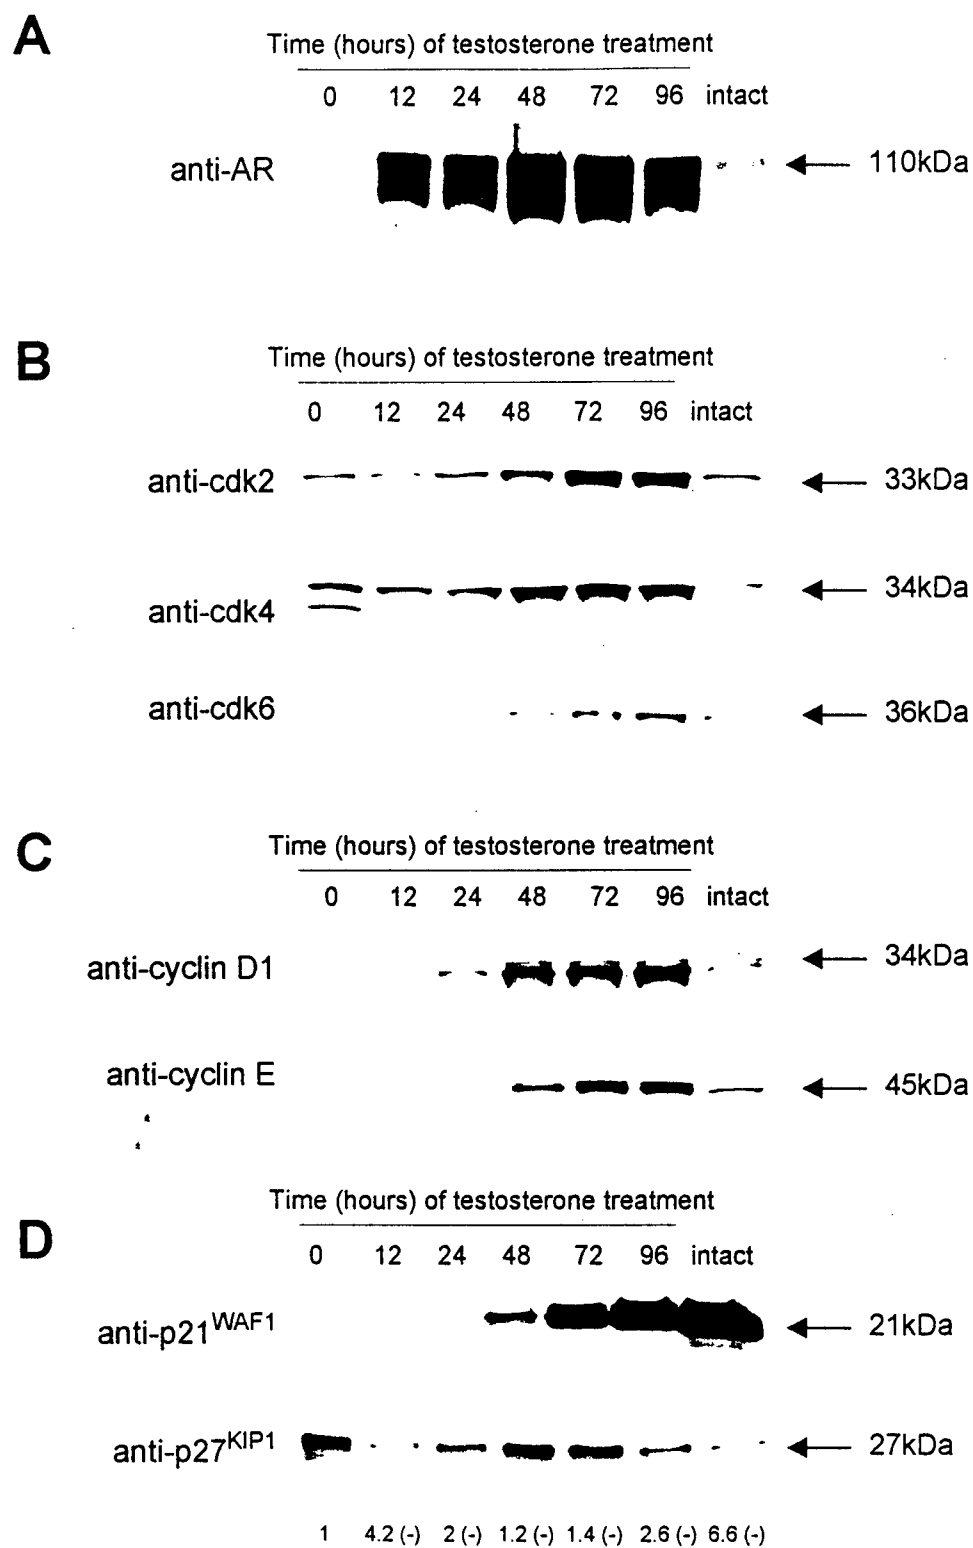 A
Time (hours) of testosterone treatment
0 12 24 48 72 96 intact
anti-AR 110kDa
B
Time (hours) of testosterone treatment
0 12 24 48 72 96 intact
anti-cdk2 33kDa
anti-cdk4 34kDa
anti-cdk6 36kDa
C
Time (hours) of testosterone treatment
0 12 24 48 72 96 intact
anti-cyclin D1 34kDa
anti-cyclin E 45kDa
D
Time (hours) of testosterone treatment
0 12 24 48 72 96 intact
anti-p21WAF1 21kDa
anti-p27KIP1 27kDa
1 4.2 (-) 2 (-) 1.2 (-) 1.4 (-) 2.6 (-) 6.6 (-)